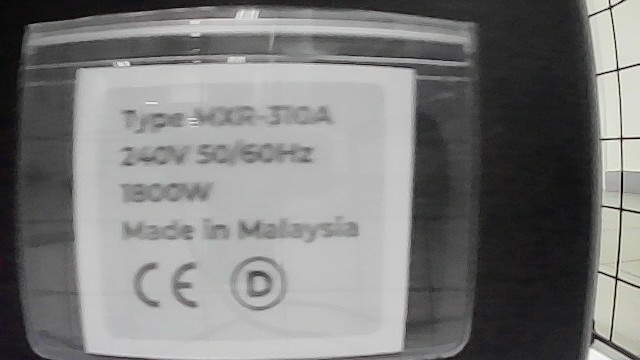 Type MXR-310A
240V 50/60Hz
1800W
Made in Malaysia
CE D